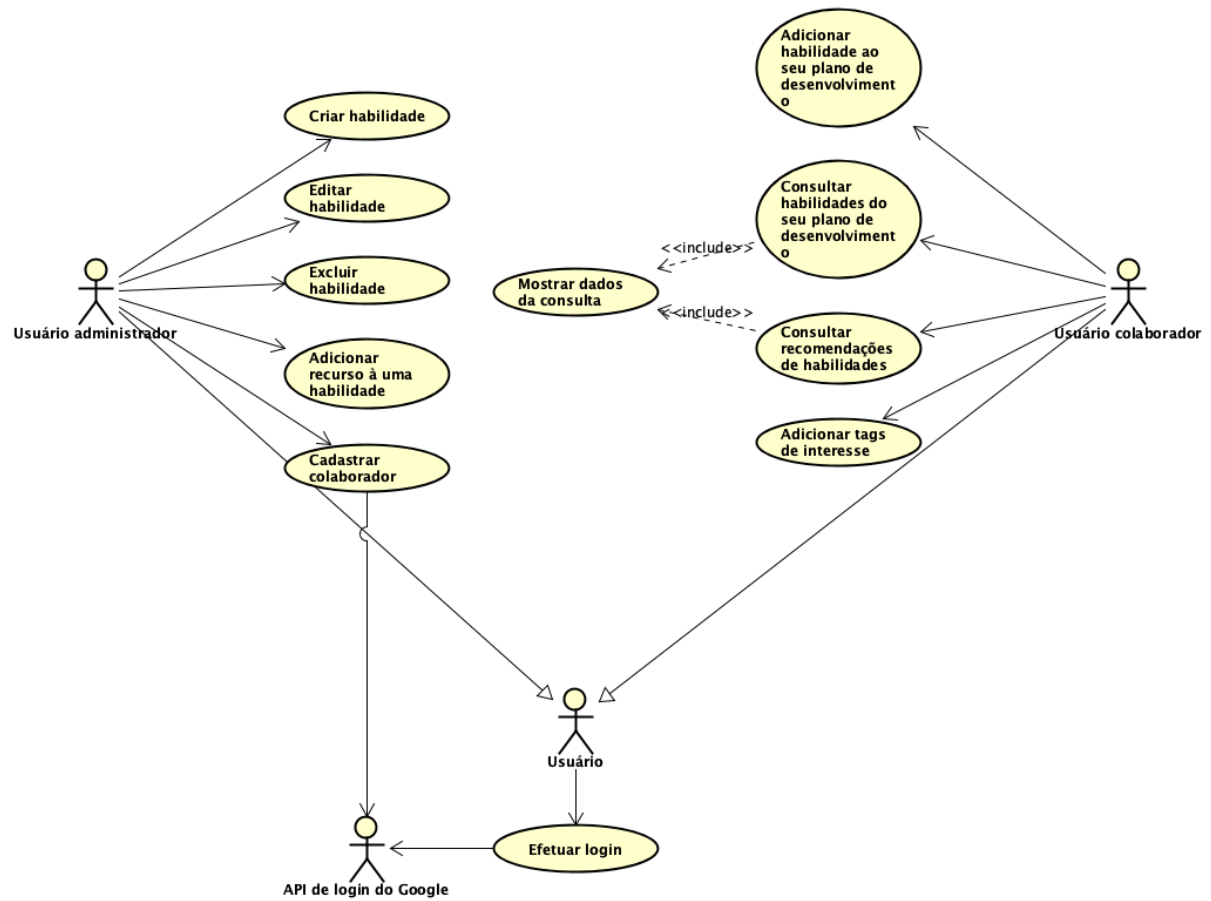 Adicionar
habilidade ao
seu plano de
desenvolviment
o
Criar habilidade
Editar
habilidade
Consultar
habilidades do
seu plano de
desenvolviment
o
<<include>>
Excluir
habilidade
Mostrar dados
da consulta
<<include>>
Usuário administrador
Usuário colaborador
Consultar
recomendações
de habilidades
Adicionar
recurso à uma
habilidade
Adicionar tags
de interesse
Cadastrar
colaborador
Usuário
Efetuar login
API de login do Google